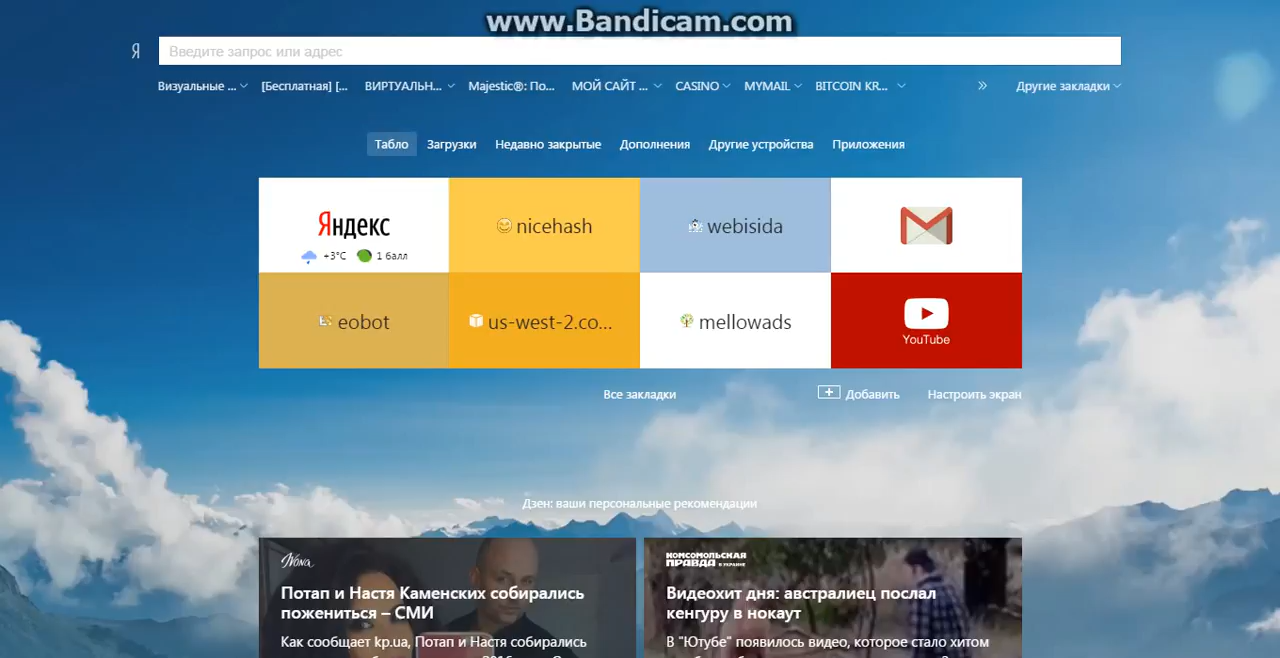 www.Bandicam.com
Я Введите запрос или адрес
Визуальные ... [Бесплатная] [... ВИРТУАЛЬН... Majestic®: По... МОЙ САЙТ ... CASINO MYMAIL BITCOIN KR... » Другие закладки
Табло Загрузки Недавно закрытые Дополнения Другие устройства Приложения
Яндекс
+3°C 1 балл
nicehash
webisida
eobot
us-west-2.co...
mellowads
YouTube
Все закладки Добавить Настроить экран
Дзен: ваши персональные рекомендации
Потап и Настя Каменских собирались
пожениться – СМИ
Как сообщает kp.ua, Потап и Настя собирались
КОМСОМОЛЬСКАЯ
ПРАВДА В УКРАИНЕ
Видеохит дня: австралиец послал
кенгуру в нокаут
В "Ютубе" появилось видео, которое стало хитом